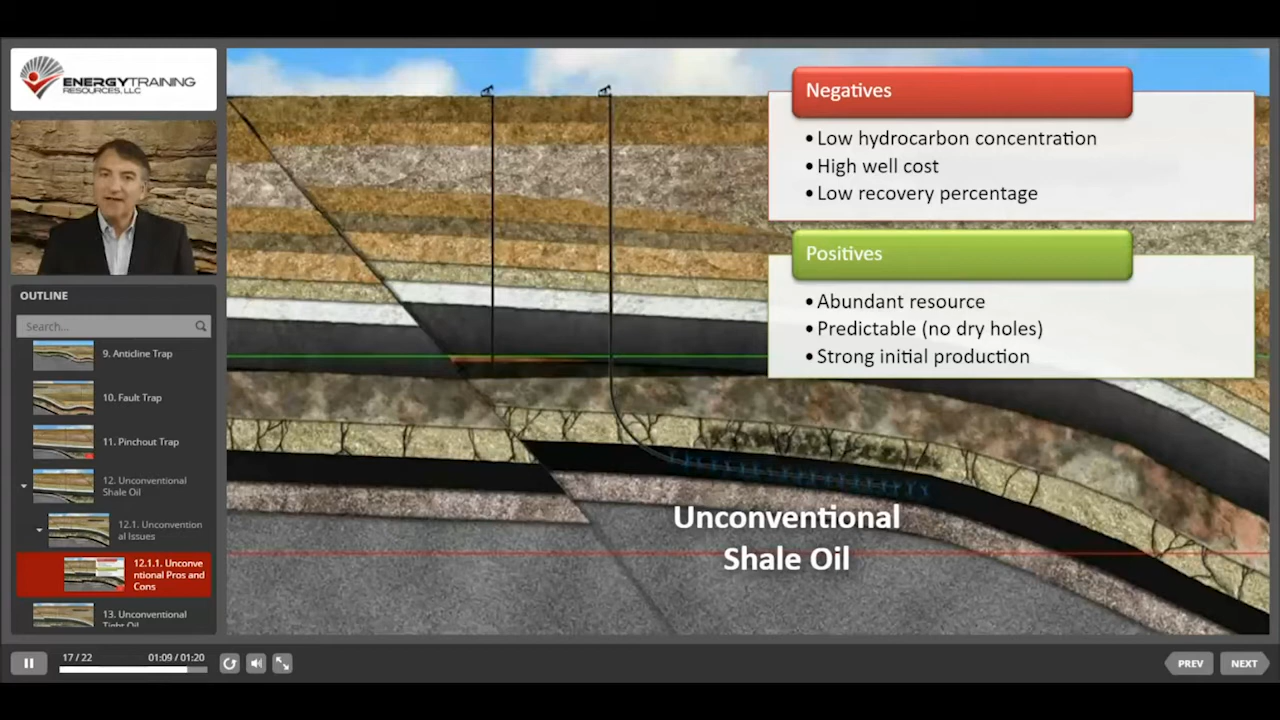 ENERGYTRAINING
RESOURCES, LLC
OUTLINE
Search...
9. Anticline Trap
10. Fault Trap
11. Pinchout Trap
12. Unconventional
Shale Oil
12.1. Unconvention
al Issues
12.1.1. Unconve
ntional Pros and
Cons
13. Unconventional
Tight Oil
Negatives
• Low hydrocarbon concentration
• High well cost
• Low recovery percentage
Positives
• Abundant resource
• Predictable (no dry holes)
• Strong initial production
Unconventional
Shale Oil
17 / 22
01:09 / 01:20
PREV
NEXT